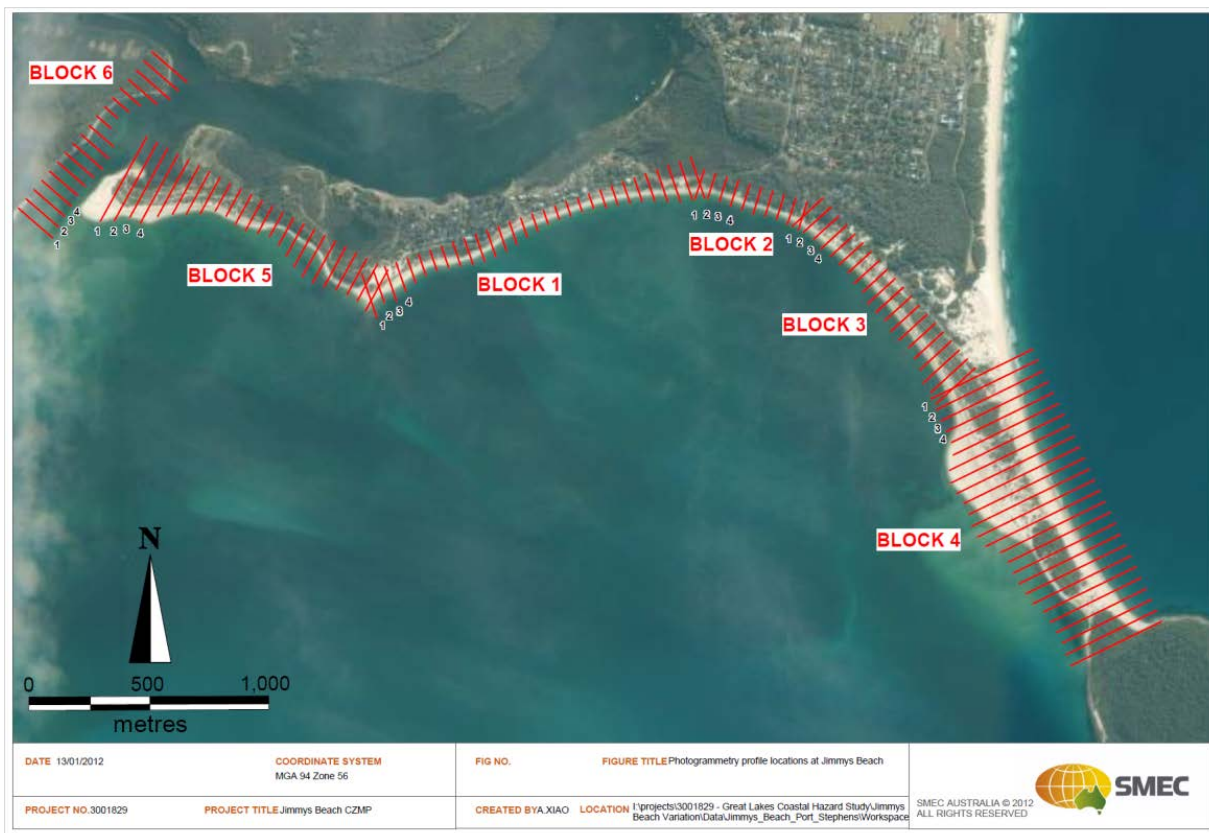 BLOCK 6
1
2
3
4
1
2
3
4
BLOCK 5
1
2
3
4
BLOCK 1
1
2
3
4
BLOCK 2
1
2
3
4
BLOCK 3
1
2
3
4
BLOCK 4
N
0 500 1,000
metres
DATE 13/01/2012
COORDINATE SYSTEM
MGA 94 Zone 56
FIG NO.
FIGURE TITLE Photogrammetry profile locations at Jimmys Beach
PROJECT NO.3001829
PROJECT TITLE Jimmys Beach CZMP
CREATED BY A.XIAO
LOCATION I:\projects\3001829 - Great Lakes Coastal Hazard Study\Jimmys
Beach Variation\Data\Jimmys_Beach_Port_Stephens\Workspace
SMEC AUSTRALIA © 2012
ALL RIGHTS RESERVED
SMEC